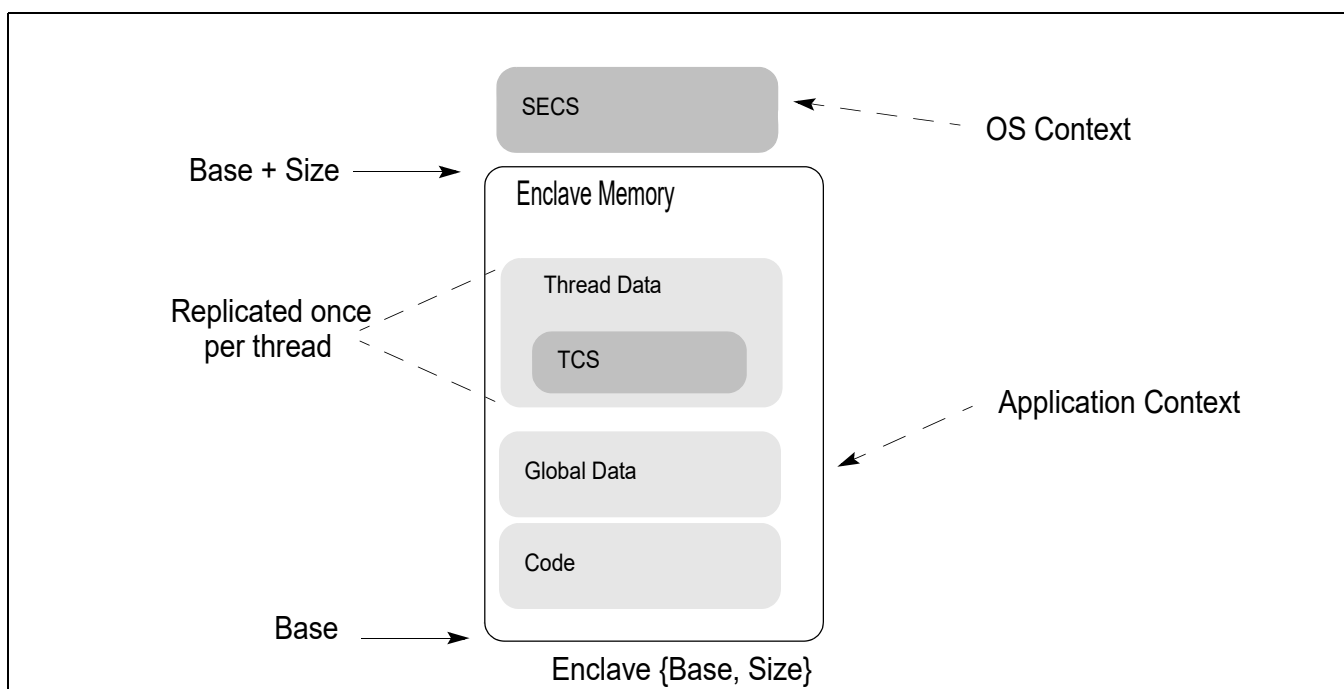 SECS
OS Context
Base + Size
Enclave Memory
Thread Data
Replicated once
per thread
TCS
Application Context
Global Data
Code
Base
Enclave {Base, Size}